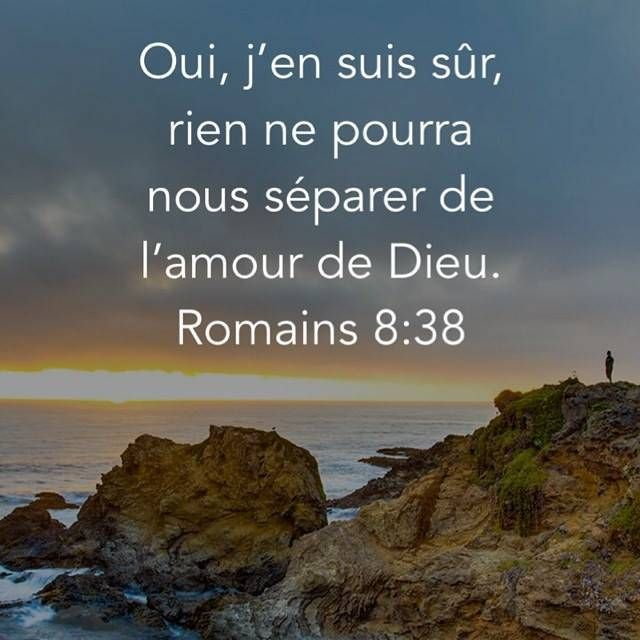 Oui, j’en suis sûr,
rien ne pourra
nous séparer de
l’amour de Dieu.
Romains 8:38